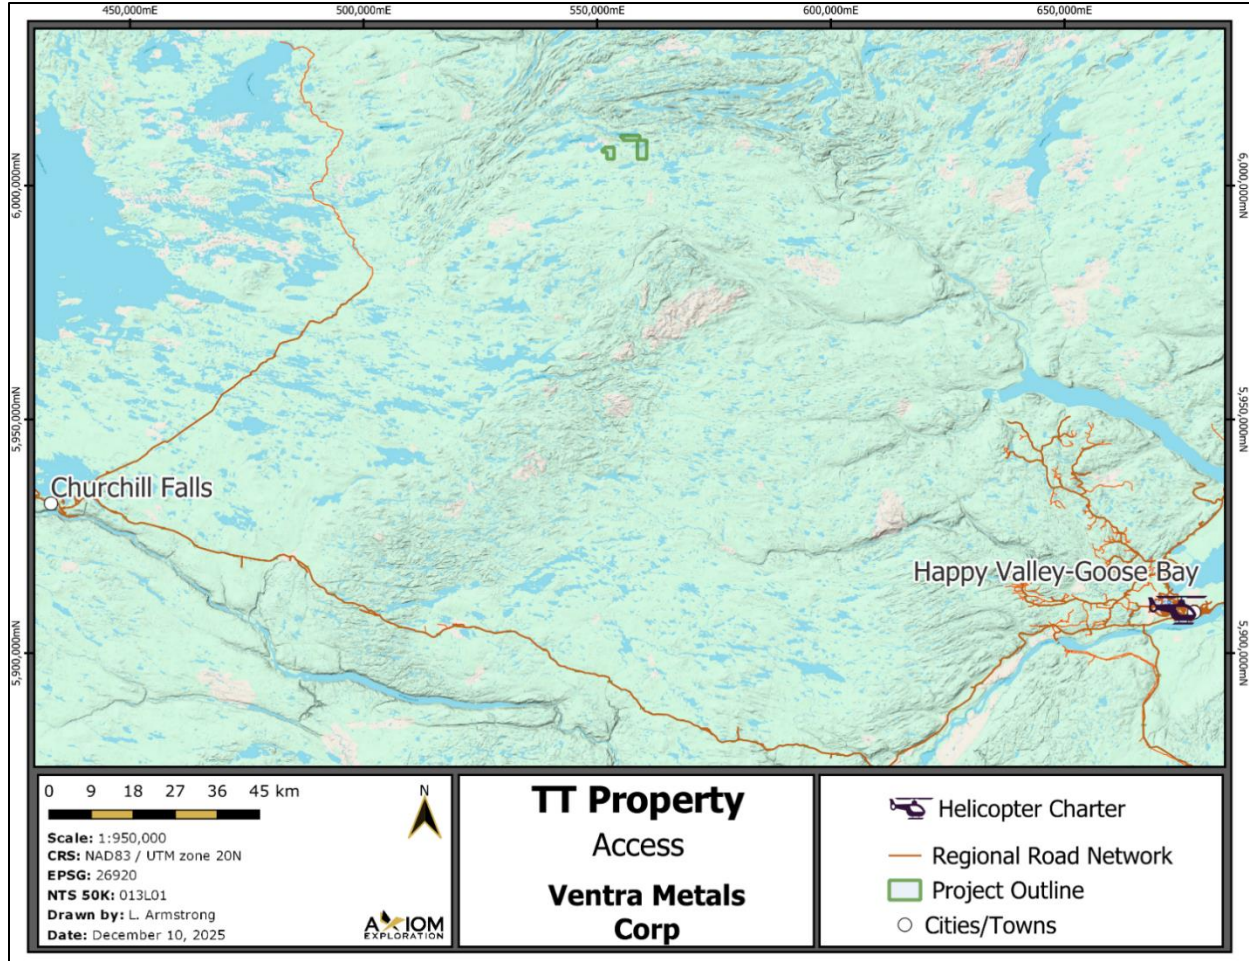 450,000mE 500,000mE 550,000mE 600,000mE 650,000mE
6,000,000mN
5,950,000mN
5,900,000mN
6,000,000mN
5,950,000mN
5,900,000mN
Churchill Falls
Happy Valley-Goose Bay
0 9 18 27 36 45 km
N
Scale: 1:950,000
CRS: NAD83 / UTM zone 20N
EPSG: 26920
NTS 50K: 013L01
Drawn by: L. Armstrong
Date: December 10, 2025
AXIOM
EXPLORATION
TT Property
Access
Ventra Metals
Corp
Helicopter Charter
Regional Road Network
Project Outline
Cities/Towns